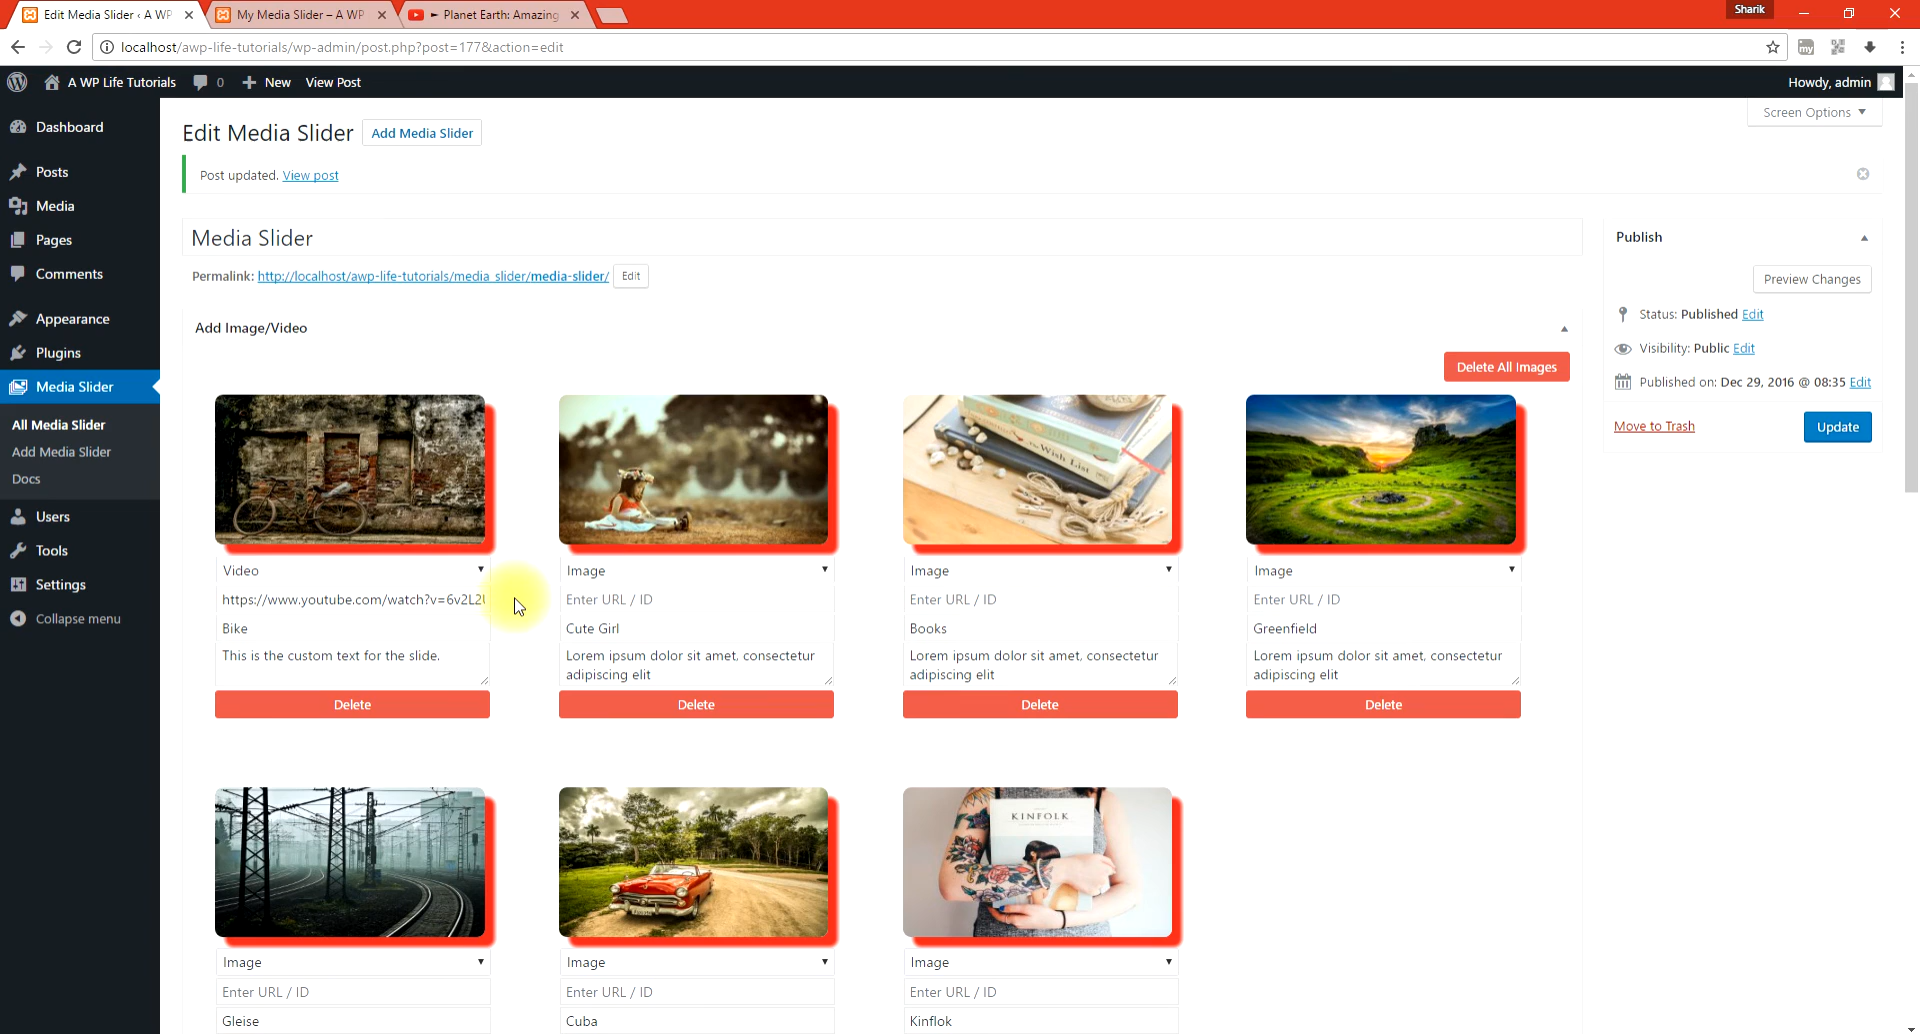 Edit Media Slider ‹ A WP
My Media Slider – A WP
Planet Earth: Amazing
Sharik
localhost/awp-life-tutorials/wp-admin/post.php?post=177&action=edit
A WP Life Tutorials
0
New
View Post
Howdy, admin
Screen Options
Dashboard
Posts
Media
Pages
Comments
Appearance
Plugins
Media Slider
All Media Slider
Add Media Slider
Docs
Users
Tools
Settings
Collapse menu
Edit Media Slider
Add Media Slider
Post updated. View post
Media Slider
Permalink: http://localhost/awp-life-tutorials/media_slider/media-slider/
Edit
Add Image/Video
Delete All Images
The Wish List
Video
Image
Image
Image
https://www.youtube.com/watch?v=6v2L2
Enter URL / ID
Enter URL / ID
Enter URL / ID
Bike
Cute Girl
Books
Greenfield
This is the custom text for the slide.
Lorem ipsum dolor sit amet, consectetur
adipiscing elit
Lorem ipsum dolor sit amet, consectetur
adipiscing elit
Lorem ipsum dolor sit amet, consectetur
adipiscing elit
Delete
Delete
Delete
Delete
KINFOLK
Image
Image
Image
Enter URL / ID
Enter URL / ID
Enter URL / ID
Gleise
Cuba
Kinflok
Publish
Preview Changes
Status: Published Edit
Visibility: Public Edit
Published on: Dec 29, 2016 @ 08:35 Edit
Move to Trash
Update